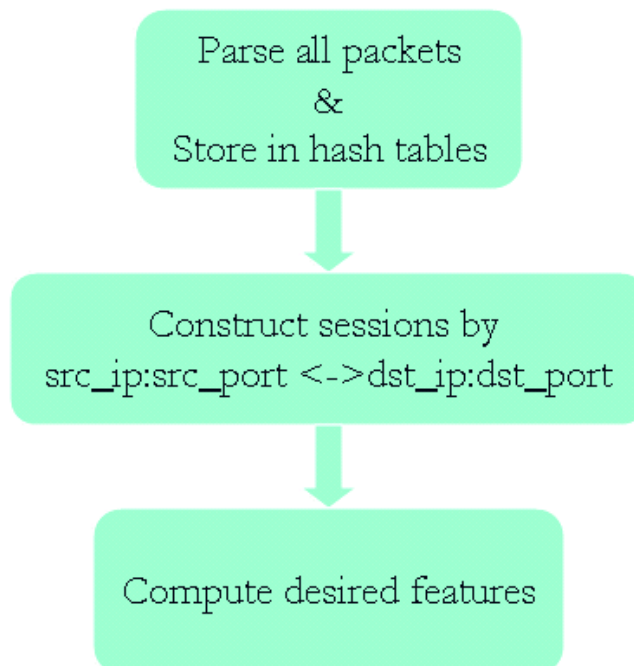 Parse all packets
&
Store in hash tables
Construct sessions by
src_ip:src_port <->dst_ip:dst_port
Compute desired features